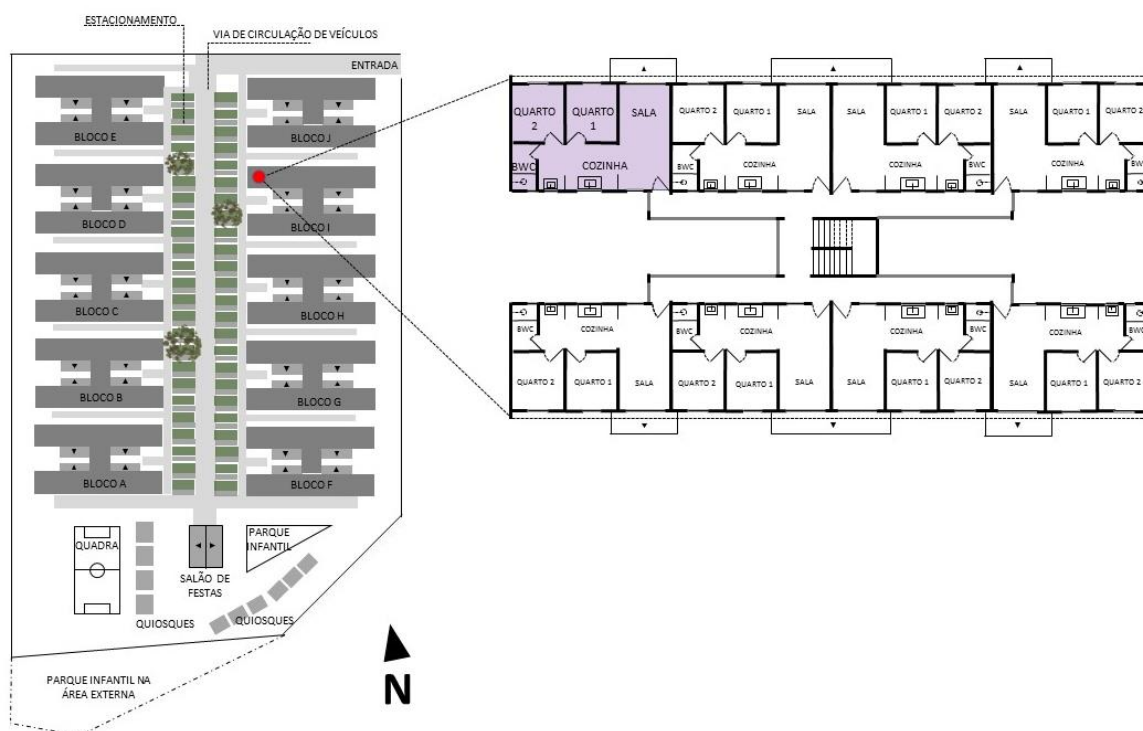 ESTACIONAMENTO
VIA DE CIRCULAÇÃO DE VEÍCULOS
ENTRADA
BLOCO E
BLOCO J
BLOCO D
BLOCO I
BLOCO C
BLOCO H
BLOCO B
BLOCO G
BLOCO A
BLOCO F
QUADRA
PARQUE
INFANTIL
SALÃO DE
FESTAS
QUIOSQUES
QUIOSQUES
PARQUE INFANTIL NA
ÁREA EXTERNA
N
QUARTO
2
QUARTO
1
SALA
QUARTO 2
QUARTO 1
SALA
SALA
QUARTO 1
QUARTO 2
SALA
QUARTO 1
QUARTO 2
BWC
COZINHA
BWC
COZINHA
COZINHA
BWC
COZINHA
BWC
BWC
COZINHA
BWC
COZINHA
COZINHA
BWC
COZINHA
BWC
QUARTO 2
QUARTO 1
SALA
QUARTO 2
QUARTO 1
SALA
SALA
QUARTO 1
QUARTO 2
SALA
QUARTO 1
QUARTO 2